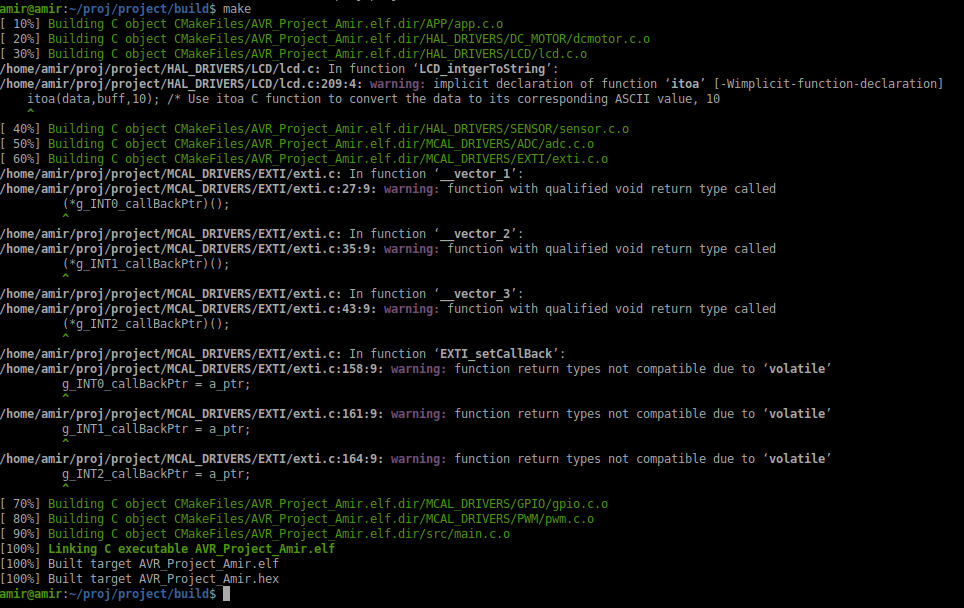 amir@amir:~/proj/project/build$ make
[ 10%] Building C object CMakeFiles/AVR_Project_Amir.elf.dir/APP/app.c.o
[ 20%] Building C object CMakeFiles/AVR_Project_Amir.elf.dir/HAL_DRIVERS/DC_MOTOR/dcmotor.c.o
[ 30%] Building C object CMakeFiles/AVR_Project_Amir.elf.dir/HAL_DRIVERS/LCD/lcd.c.o
/home/amir/proj/project/HAL_DRIVERS/LCD/lcd.c: In function ‘LCD_intgerToString’:
/home/amir/proj/project/HAL_DRIVERS/LCD/lcd.c:209:4: warning: implicit declaration of function ‘itoa’ [-Wimplicit-function-declaration]
    itoa(data,buff,10); /* Use itoa C function to convert the data to its corresponding ASCII value, 10
    ^
[ 40%] Building C object CMakeFiles/AVR_Project_Amir.elf.dir/HAL_DRIVERS/SENSOR/sensor.c.o
[ 50%] Building C object CMakeFiles/AVR_Project_Amir.elf.dir/MCAL_DRIVERS/ADC/adc.c.o
[ 60%] Building C object CMakeFiles/AVR_Project_Amir.elf.dir/MCAL_DRIVERS/EXTI/exti.c.o
/home/amir/proj/project/MCAL_DRIVERS/EXTI/exti.c: In function ‘__vector_1’:
/home/amir/proj/project/MCAL_DRIVERS/EXTI/exti.c:27:9: warning: function with qualified void return type called
         (*g_INT0_callBackPtr)();
         ^
/home/amir/proj/project/MCAL_DRIVERS/EXTI/exti.c: In function ‘__vector_2’:
/home/amir/proj/project/MCAL_DRIVERS/EXTI/exti.c:35:9: warning: function with qualified void return type called
         (*g_INT1_callBackPtr)();
         ^
/home/amir/proj/project/MCAL_DRIVERS/EXTI/exti.c: In function ‘__vector_3’:
/home/amir/proj/project/MCAL_DRIVERS/EXTI/exti.c:43:9: warning: function with qualified void return type called
         (*g_INT2_callBackPtr)();
         ^
/home/amir/proj/project/MCAL_DRIVERS/EXTI/exti.c: In function ‘EXTI_setCallBack’:
/home/amir/proj/project/MCAL_DRIVERS/EXTI/exti.c:158:9: warning: function return types not compatible due to ‘volatile’
         g_INT0_callBackPtr = a_ptr;
         ^
/home/amir/proj/project/MCAL_DRIVERS/EXTI/exti.c:161:9: warning: function return types not compatible due to ‘volatile’
         g_INT1_callBackPtr = a_ptr;
         ^
/home/amir/proj/project/MCAL_DRIVERS/EXTI/exti.c:164:9: warning: function return types not compatible due to ‘volatile’
         g_INT2_callBackPtr = a_ptr;
         ^
[ 70%] Building C object CMakeFiles/AVR_Project_Amir.elf.dir/MCAL_DRIVERS/GPIO/gpio.c.o
[ 80%] Building C object CMakeFiles/AVR_Project_Amir.elf.dir/MCAL_DRIVERS/PWM/pwm.c.o
[ 90%] Building C object CMakeFiles/AVR_Project_Amir.elf.dir/src/main.c.o
[100%] Linking C executable AVR_Project_Amir.elf
[100%] Built target AVR_Project_Amir.elf
[100%] Built target AVR_Project_Amir.hex
amir@amir:~/proj/project/build$